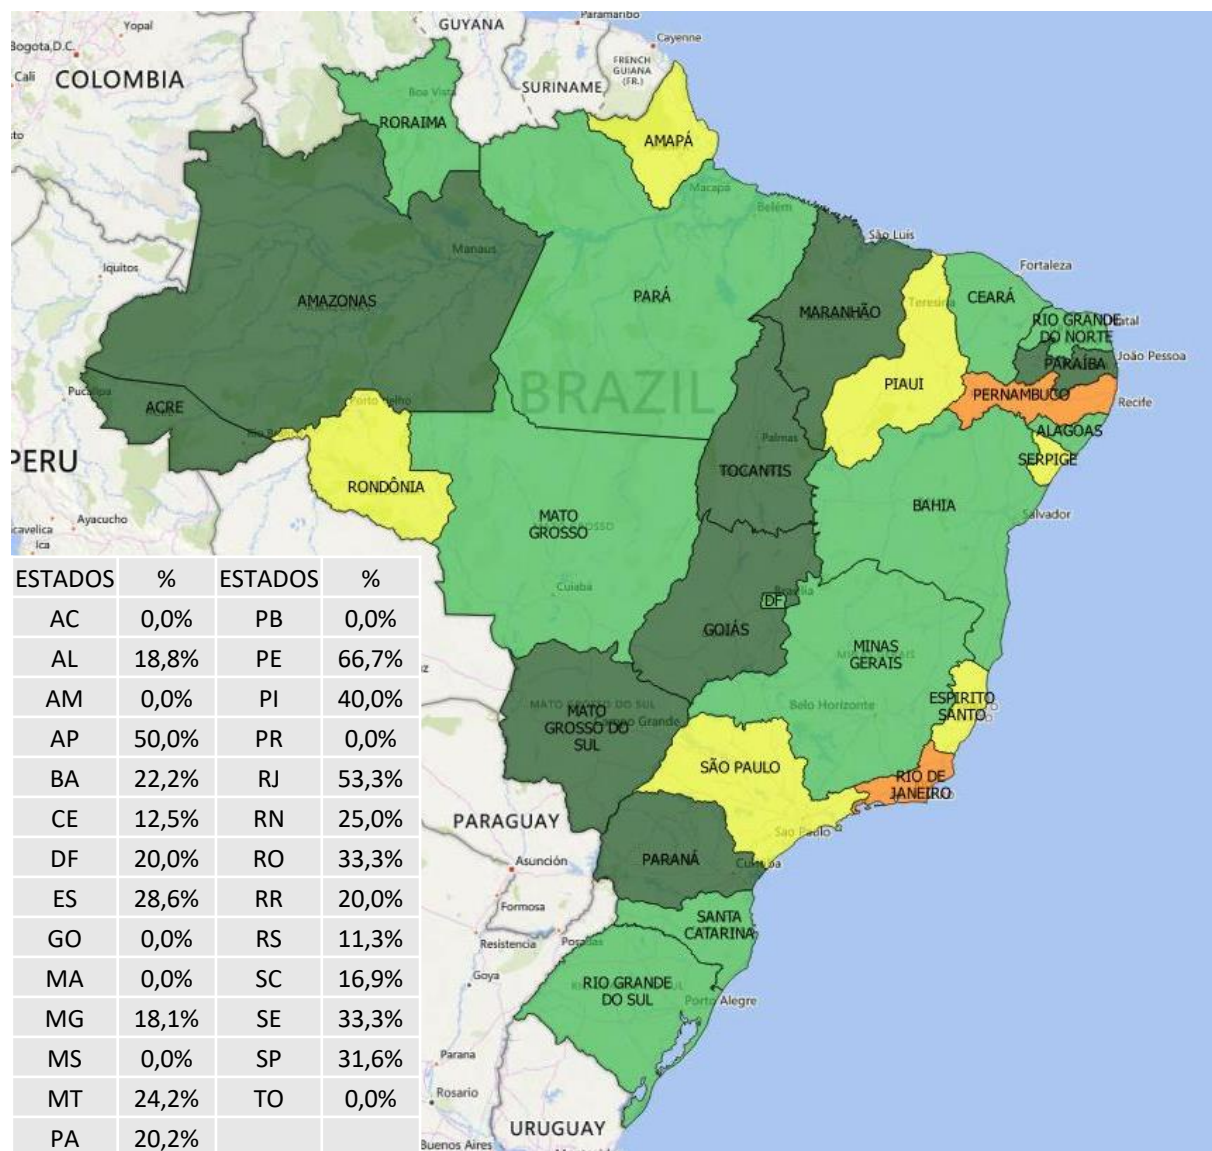 Yopal
GUYANA
Paramaribo
Bogota,D.C.
Cayenne
Cali
COLOMBIA
FRENCH
GUIANA
(FR.)
SURINAME
Boa Vista
RORAIMA
AMAPÁ
Macapá
Belém
São Luís
Manaus
Iquitos
Fortaleza
AMAZONAS
PARÁ
MARANHÃO
Teresina
CEARÁ
RIO GRANDE
DO NORTE
João Pessoa
PARAÍBA
BRAZIL
PIAUI
PERNAMBUCO
Recife
ACRE
Porto Velho
ALAGOAS
Palmas
SERPIGE
PERU
TOCANTIS
RONDÔNIA
BAHIA
MATO
GROSSO
Salvador
Ayacucho
Ica
Cuiabá
Brasília
DF
GOIÁS
MINAS
GERAIS
ESPIRITO
SANTO
MATO GROSSO DO SUL
MATO
GROSSO DO
SUL
Campo Grande
Belo Horizonte
SÃO PAULO
RIO DE
JANEIRO
PARAGUAY
Sao Paulo
Asunción
PARANÁ
Formosa
SANTA
CATARINA
Resistencia
Posadas
Goya
RIO GRANDE
DO SUL
Porto Alegre
Parana
Rosario
URUGUAY
Buenos Aires
ESTADOS % ESTADOS %
AC 0,0% PB 0,0%
AL 18,8% PE 66,7%
AM 0,0% PI 40,0%
AP 50,0% PR 0,0%
BA 22,2% RJ 53,3%
CE 12,5% RN 25,0%
DF 20,0% RO 33,3%
ES 28,6% RR 20,0%
GO 0,0% RS 11,3%
MA 0,0% SC 16,9%
MG 18,1% SE 33,3%
MS 0,0% SP 31,6%
MT 24,2% TO 0,0%
PA 20,2%